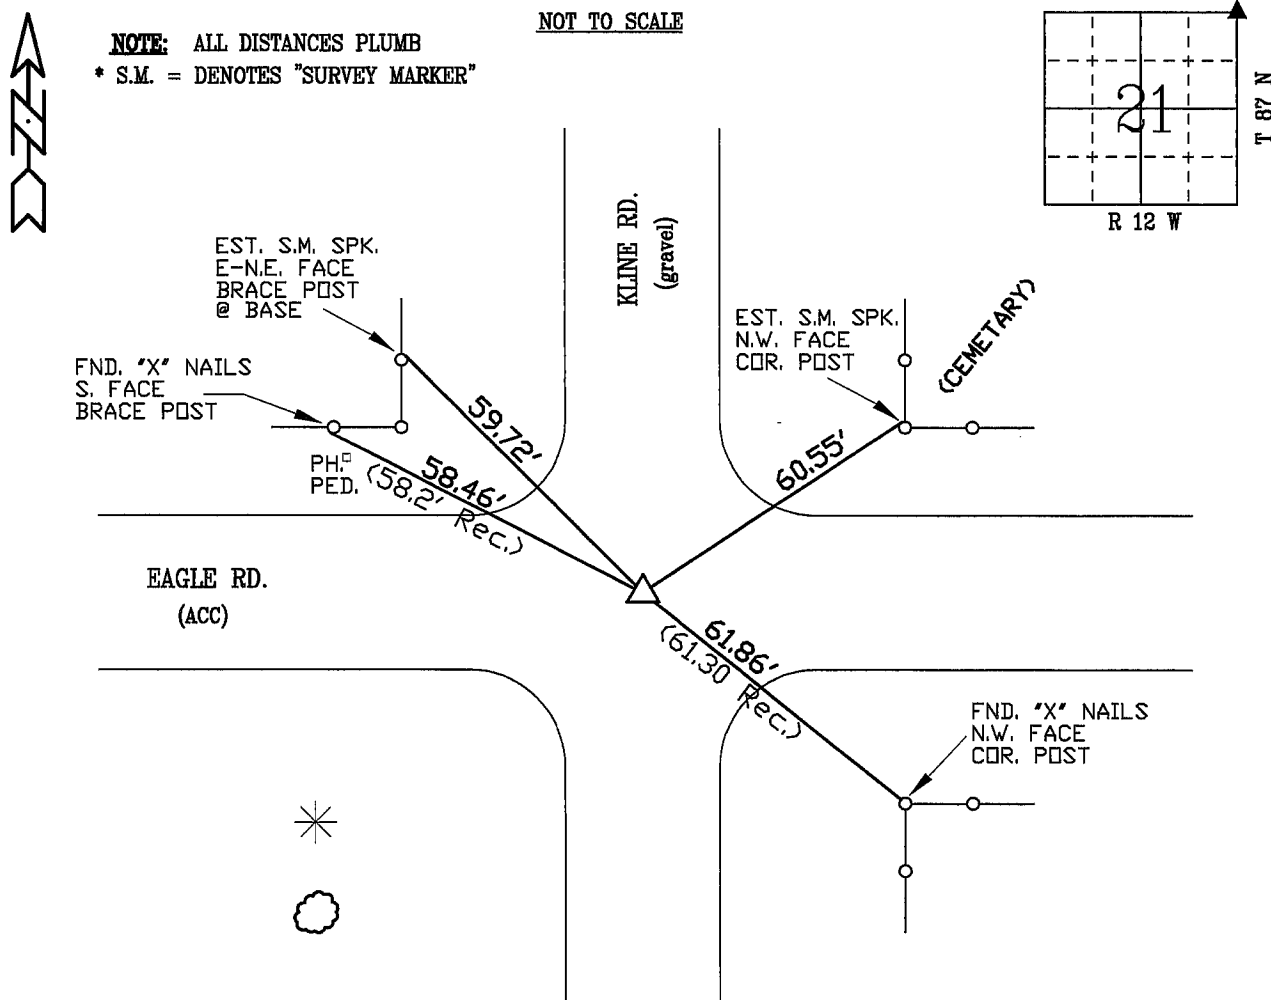 NOT TO SCALE
NOTE: ALL DISTANCES PLUMB
* S.M. = DENOTES "SURVEY MARKER"
N
21
T 87 N
R 12 W
KLINE RD.
(gravel)
EST. S.M. SPK.
E-N.E. FACE
BRACE POST
@ BASE
FND. "X" NAILS
S. FACE
BRACE POST
EST. S.M. SPK.
N.W. FACE
COR. POST
(CEMETARY)
59.72'
58.46'
(58.2' Rec.)
PH.
PED.
60.55'
EAGLE RD.
(ACC)
61.86'
(61.30 Rec.)
FND. "X" NAILS
N.W. FACE
COR. POST